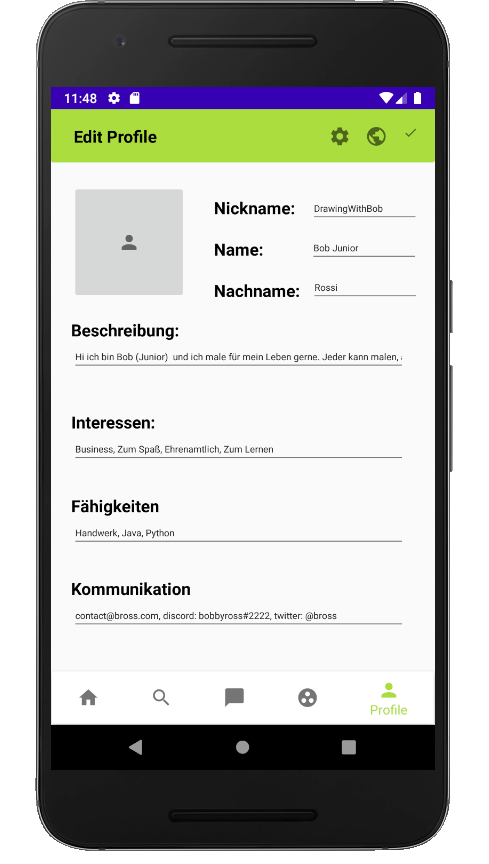 11:48
Edit Profile
Nickname: DrawingWithBob
Name: Bob Junior
Nachname: Rossi
Beschreibung:
Hi ich bin Bob (Junior)  und ich male für mein Leben gerne. Jeder kann malen,
Interessen:
Business, Zum Spaß, Ehrenamtlich, Zum Lernen
Fähigkeiten
Handwerk, Java, Python
Kommunikation
contact@bross.com, discord: bobbyross#2222, twitter: @bross
Profile